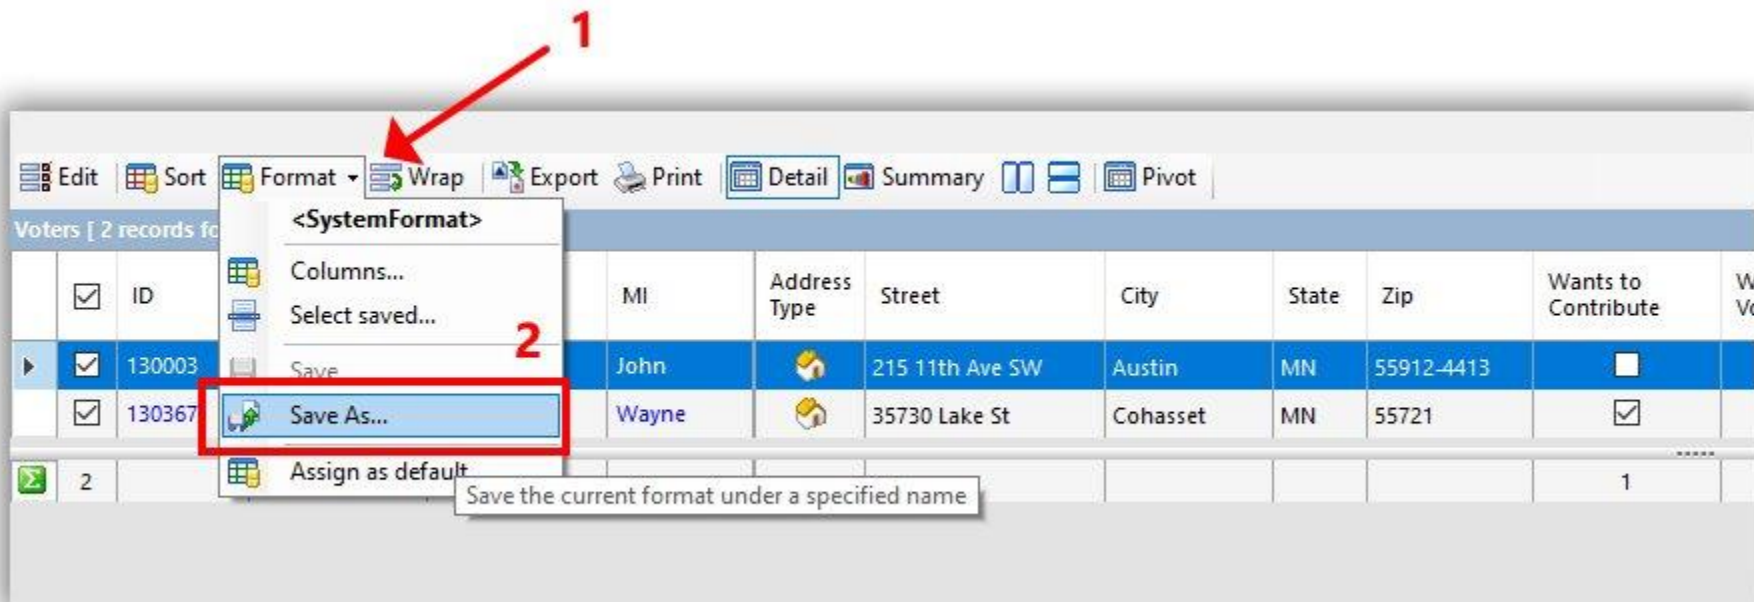 1
Edit Sort Format Wrap Export Print Detail Summary Pivot
<SystemFormat>
Voters [ 2 records fo
Columns...
Select saved...
2
Save
Save As...
Assign as default
Save the current format under a specified name
ID MI Address Type Street City State Zip Wants to Contribute
130003 John 215 11th Ave SW Austin MN 55912-4413
130367 Wayne 35730 Lake St Cohasset MN 55721
2 1